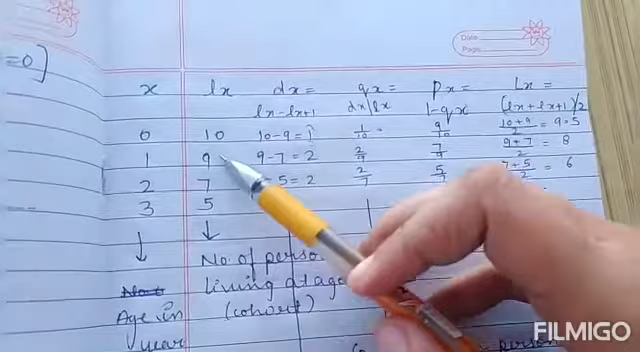 Date
Page
=0)]
x lx dx= qx= px= Lx=
lx-lx+1 dx/lx 1-qx (lx+lx+1)/2
0 10 10-9=1 1/10 9/10 10+9/2 = 9.5
1 9 9-7=2 2/9 7/9 9+7/2 = 8
2 7 -5=2 2/7 5/7 7+5/2 = 6
3 5
↓ ↓ No of perso
Living at age
Age in (cohort)
year
FILMIGO